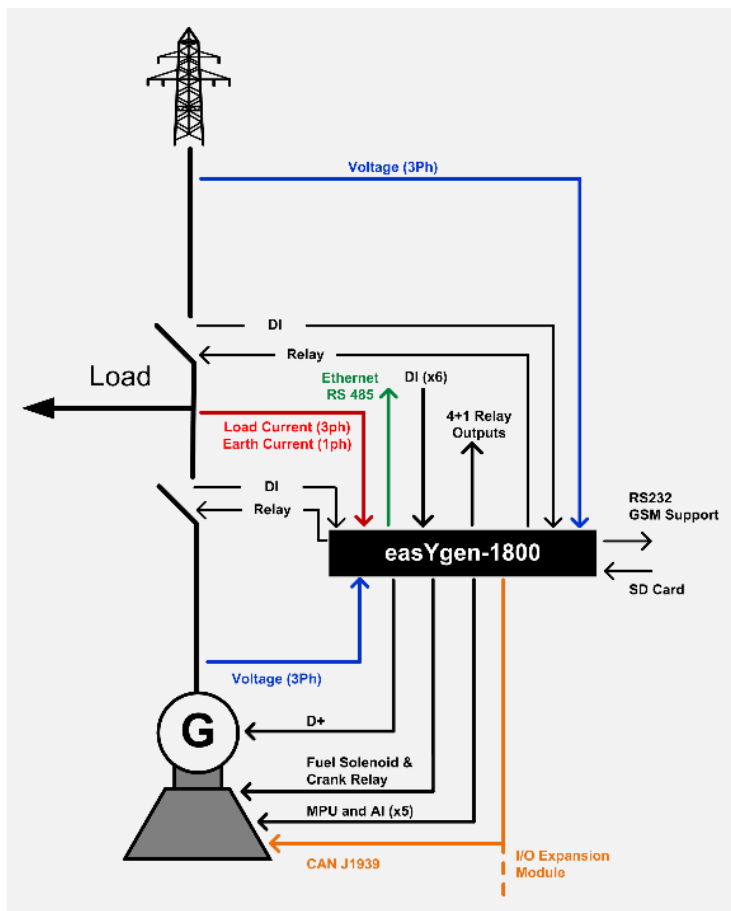 Voltage (3Ph)
DI
Relay
Load
Ethernet
RS 485
DI (x6)
4+1 Relay
Outputs
Load Current (3ph)
Earth Current (1ph)
DI
Relay
RS232
GSM Support
easYgen-1800
SD Card
Voltage (3Ph)
G
D+
Fuel Solenoid &
Crank Relay
MPU and AI (x5)
CAN J1939
I/O Expansion
Module